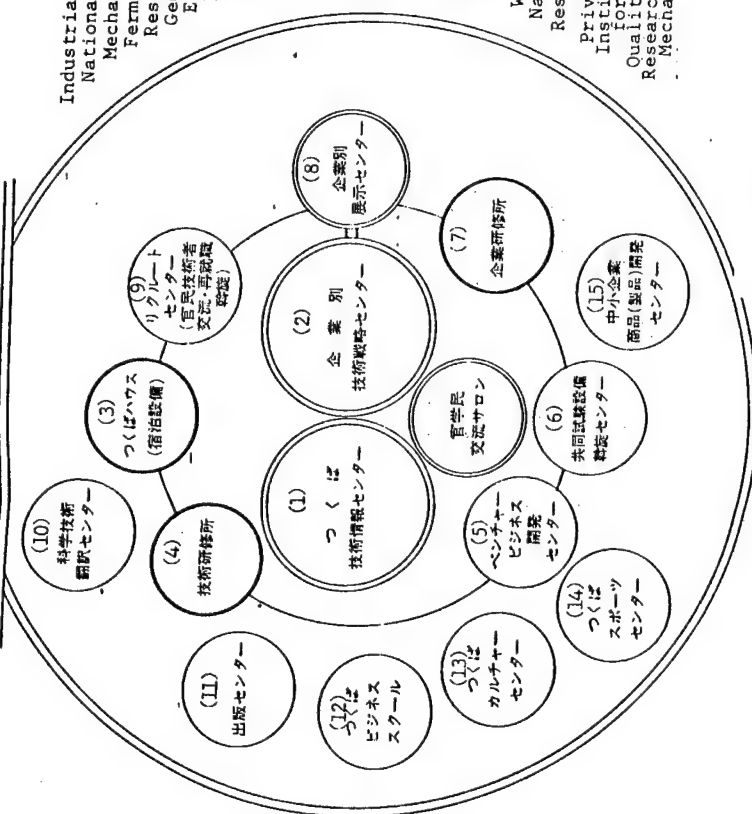 Industria
National
Mecha
Ferm
Res
Ge
E
W
Na
Res
Priv
Insti
for
Qualit
Research
Mecha
(8)
企業別
展示センター
(9)
リクルート
センター
(官民技術者
交流・再就職
斡旋)
(7)
企業研修所
(2)
企業別
技術戦略センター
(15)
中小企業
商品(製品)開発
センター
(3)
つくばハウス
(宿泊設備)
官学民
交流サロン
(6)
共同試験設備
斡旋センター
(1)
つくば
技術情報センター
(10)
科学技術
翻訳センター
(4)
技術研修所
(5)
ベンチャー
ビジネス
開発
センター
(14)
つくば
スポーツ
センター
(11)
出版センター
(12)
つくば
ビジネス
スクール
(13)
つくば
カルチャー
センター